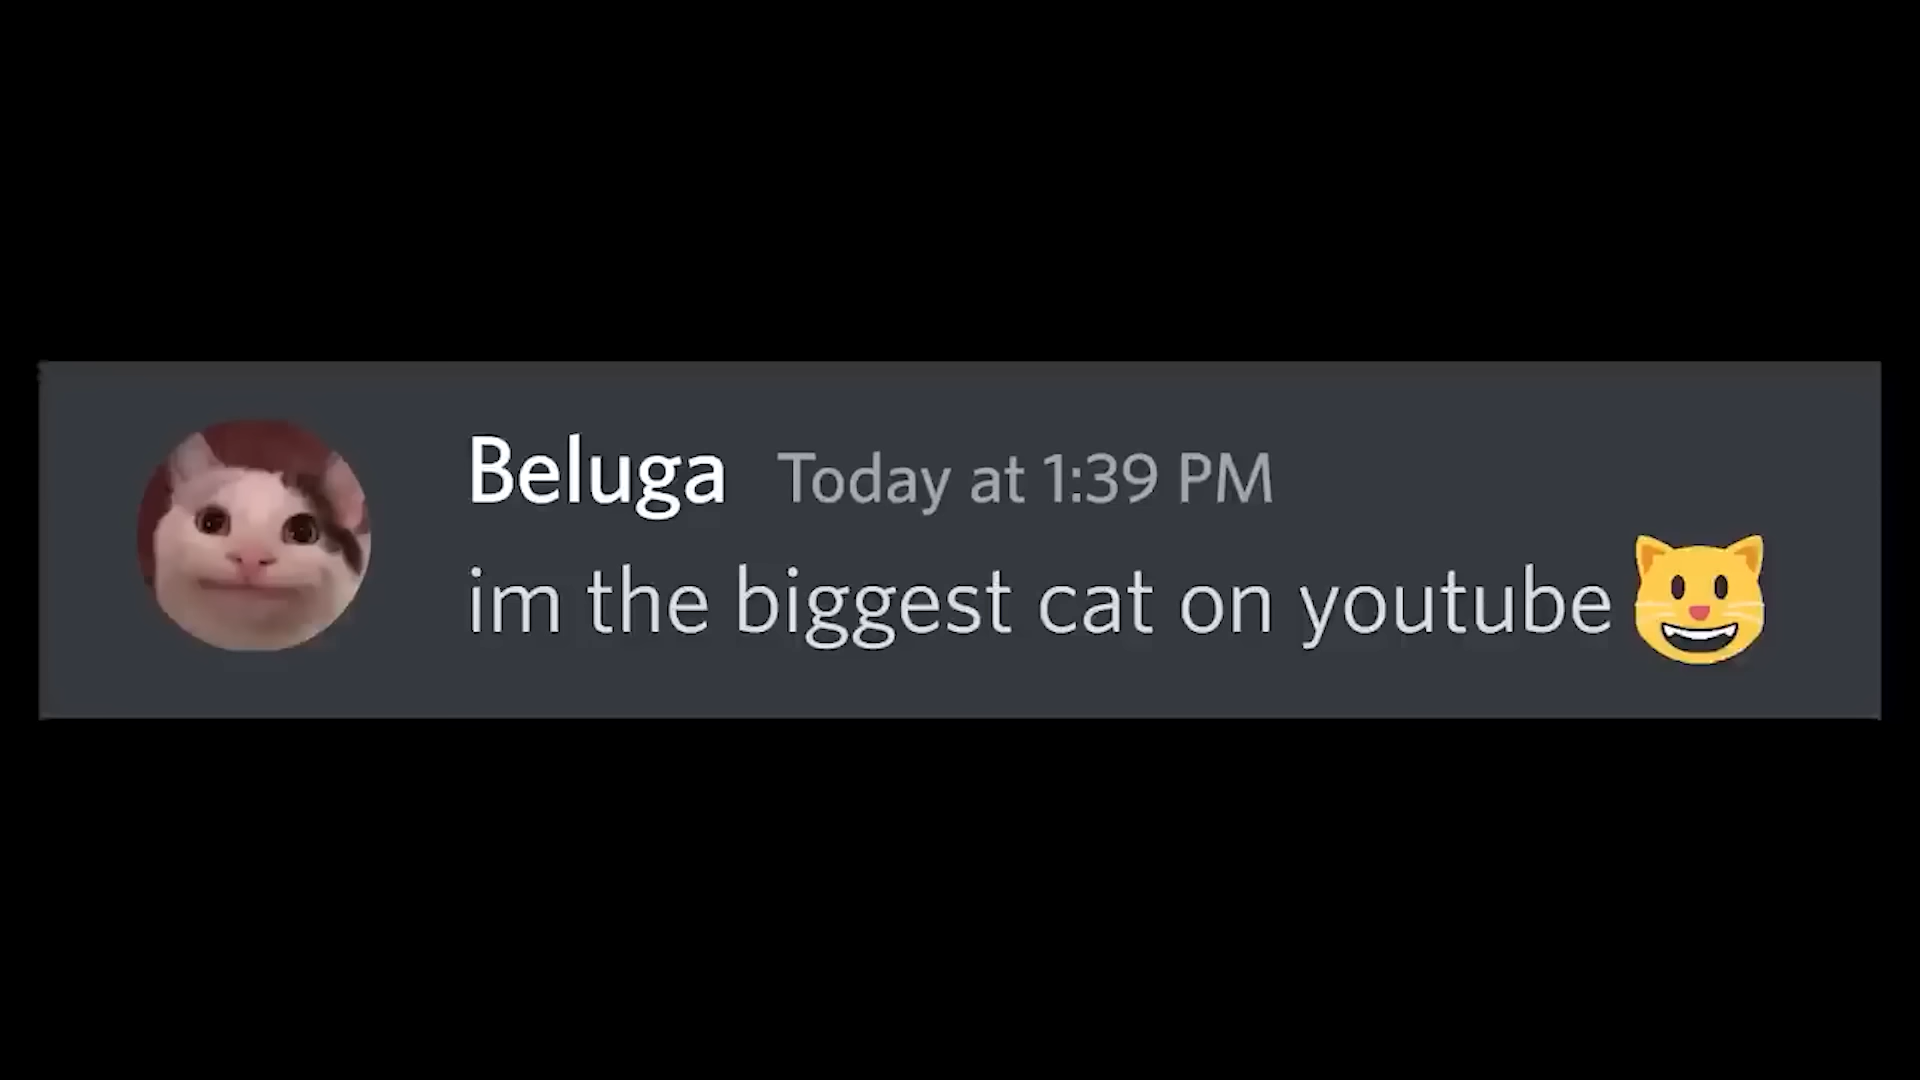 Beluga Today at 1:39 PM
im the biggest cat on youtube😺